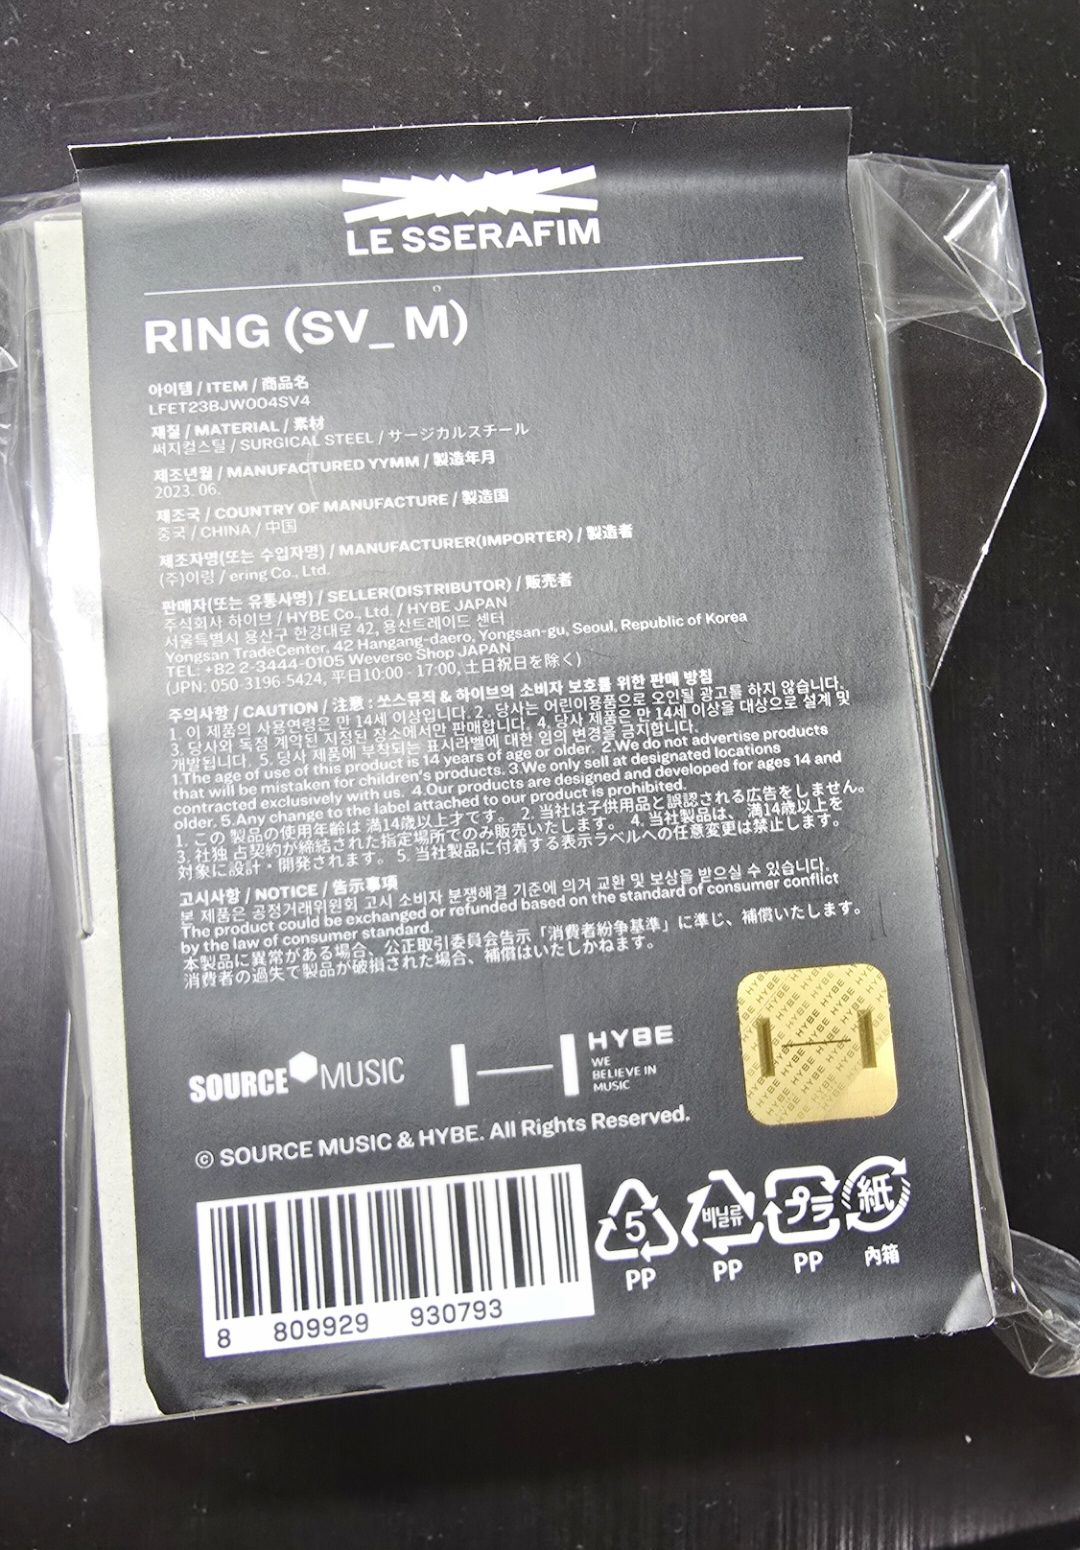 LE SSERAFIM
RING (SV_ M)
아이템 / ITEM / 商品名
LFET23BJW004SV4
재질 / MATERIAL / 素材
써지컬스틸 / SURGICAL STEEL / サージカルスチール
제조년월 / MANUFACTURED YYMM / 製造年月
2023. 06.
제조국 / COUNTRY OF MANUFACTURE / 製造国
중국 / CHINA / 中国
제조자명(또는 수입자명) / MANUFACTURER(IMPORTER) / 製造者
(주)이링 / ering Co., Ltd.
판매자(또는 유통사명) / SELLER(DISTRIBUTOR) / 販売者
주식회사 하이브 / HYBE Co., Ltd. / HYBE JAPAN
서울특별시 용산구 한강대로 42, 용산트레이드 센터
Yongsan TradeCenter, 42 Hangang-daero, Yongsan-gu, Seoul, Republic of Korea
TEL: +82 2-3444-0105 Weverse Shop JAPAN
(JPN: 050-3196-5424, 平日10:00 - 17:00, 土日祝日を除く)
주의사항 / CAUTION / 注意 : 쏘스뮤직 & 하이브의 소비자 보호를 위한 판매 방침
1. 이 제품의 사용연령은 만 14세 이상입니다. 2. 당사는 어린이용품으로 오인될 광고를 하지 않습니다.
3. 당사와 독점 계약된 지정된 장소에서만 판매합니다. 4. 당사 제품은 만 14세 이상을 대상으로 설계 및
개발됩니다. 5. 당사 제품에 부착되는 표시라벨에 대한 임의 변경을 금지합니다.
1.The age of use of this product is 14 years of age or older. 2.We do not advertise products
that will be mistaken for children's products. 3.We only sell at designated locations
contracted exclusively with us. 4.Our products are designed and developed for ages 14 and
older. 5.Any change to the label attached to our product is prohibited.
1. この 製品の使用年齢は 満14歳以上才です。 2. 当社は子供用品と誤認される広告をしません。
3. 社独 占契約が締結された指定場所でのみ販売いたします。 4. 当社製品は、 満14歳以上を
対象に設計・開発されます。 5. 当社製品に付着する表示ラベルへの任意変更は禁止します。
고시사항 / NOTICE / 告示事項
본 제품은 공정거래위원회 고시 소비자 분쟁해결 기준에 의거 교환 및 보상을 받으실 수 있습니다.
The product could be exchanged or refunded based on the standard of consumer conflict
by the law of consumer standard.
本製品に異常がある場合、公正取引委員会告示「消費者紛争基準」に準じ、補償いたします。
消費者の過失で製品が破損された場合、補償はいたしかねます。
SOURCE MUSIC
HYBE
WE
BELIEVE IN
MUSIC
© SOURCE MUSIC & HYBE. All Rights Reserved.
8 809929 930793
5 비닐류 プラ 紙
PP PP PP 内箱